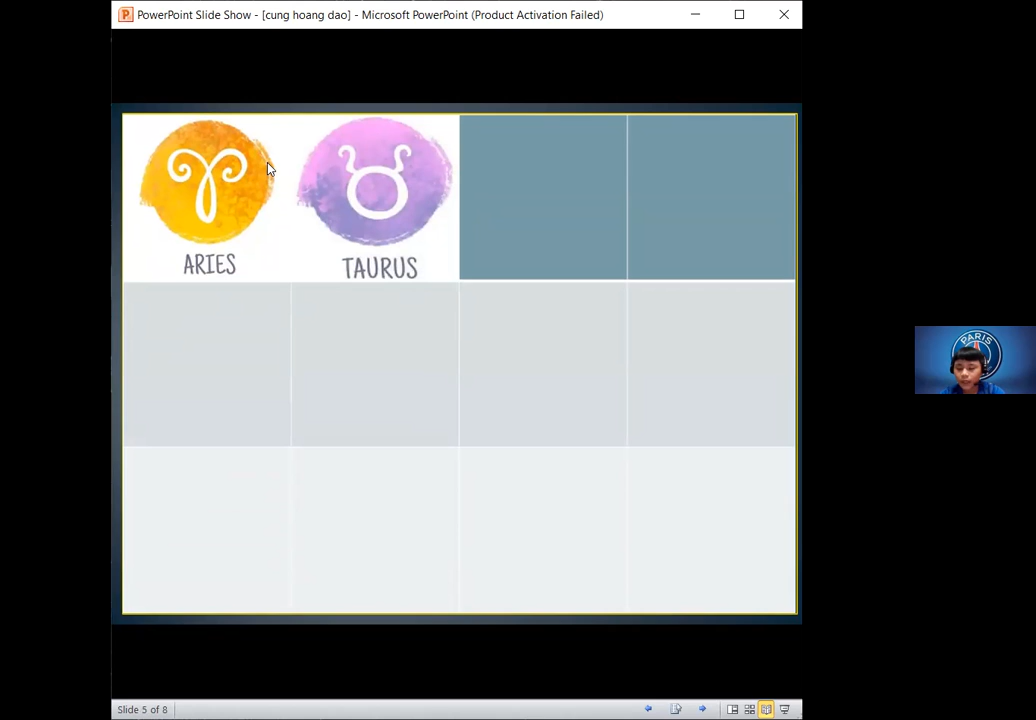 PowerPoint Slide Show - [cung hoang dao] - Microsoft PowerPoint (Product Activation Failed)
ARIES
TAURUS
PARIS
Slide 5 of 8